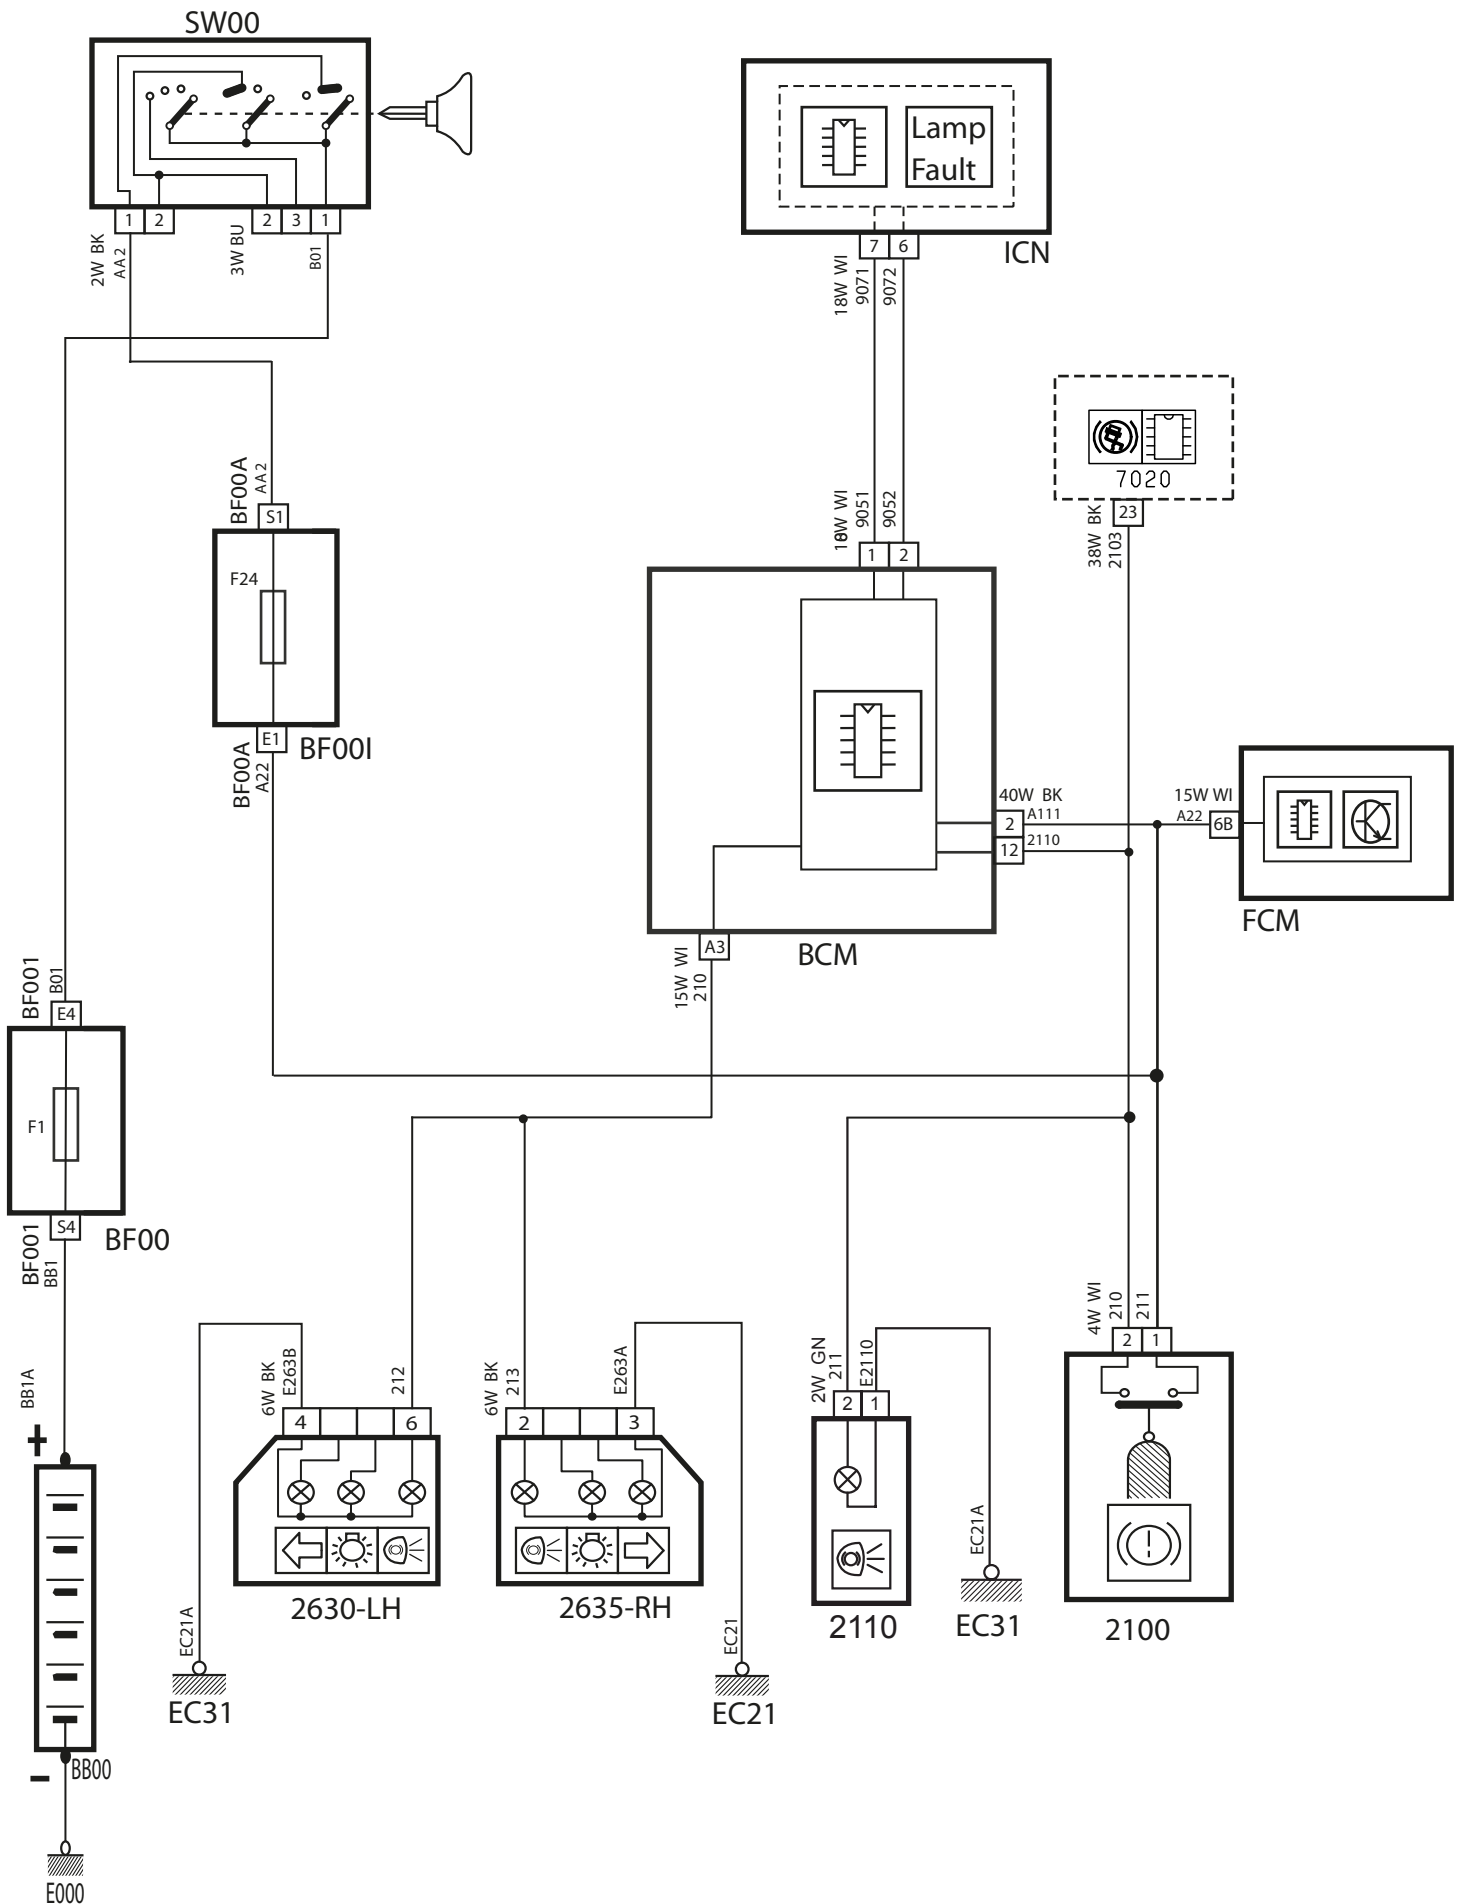 SW00
1 2
2 3 1
2W BK
AA2
3W BU
B01
Lamp
Fault
7 6
ICN
18W WI
9071
9072
7020
23
38W BK
2103
BF00A
AA2
S1
F24
E1
BF00I
BF00A
A22
9051
9052
1 2
40W BK
2
A111
12
2110
15W WI
A22
6B
FCM
BCM
A3
15W WI
210
BF001
B01
E4
F1
S4
BF00
BF001
BB1
BB1A
+
BB00
−
E000
6W BK
E263B
212
4 6
2630-LH
EC21A
EC31
6W BK
213
E263A
2 3
2635-RH
EC21
EC21
2W GN
211
E2110
2 1
2110
EC21A
EC31
4W WI
210
211
2 1
2100